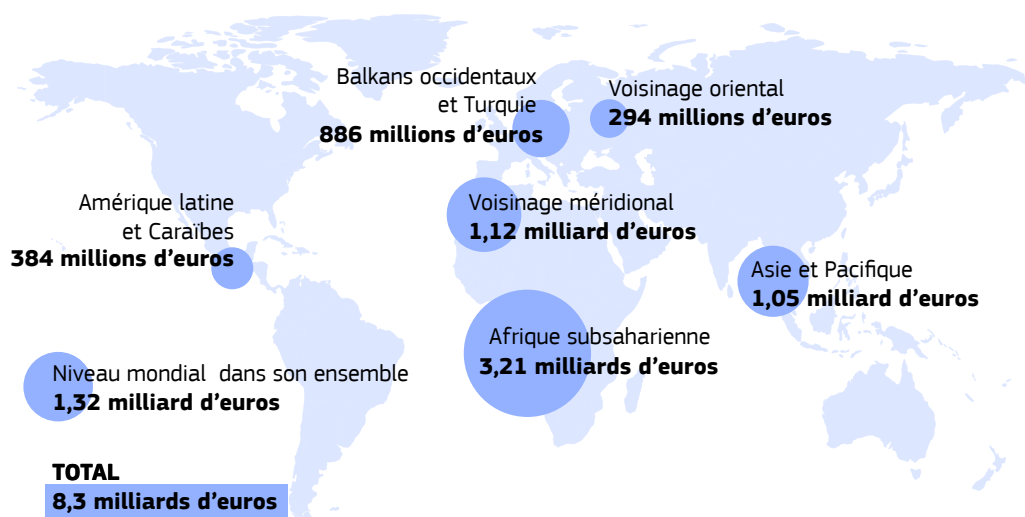 Balkans occidentaux
et Turquie
886 millions d’euros
Voisinage oriental
294 millions d’euros
Amérique latine
et Caraïbes
384 millions d’euros
Voisinage méridional
1,12 milliard d’euros
Asie et Pacifique
1,05 milliard d’euros
Afrique subsaharienne
3,21 milliards d’euros
Niveau mondial dans son ensemble
1,32 milliard d’euros
TOTAL
8,3 milliards d’euros